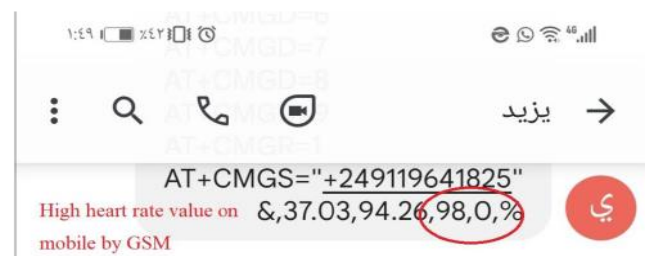 ١:٤٩ ٪٤٢ 46
AT+CMGD=6
AT+CMGD=7
AT+CMGD=8
يزيد
AT+CMGR=1
AT+CMGS="+249119641825"
&,37.03,94.26,98,0,%
ي
High heart rate value on
mobile by GSM